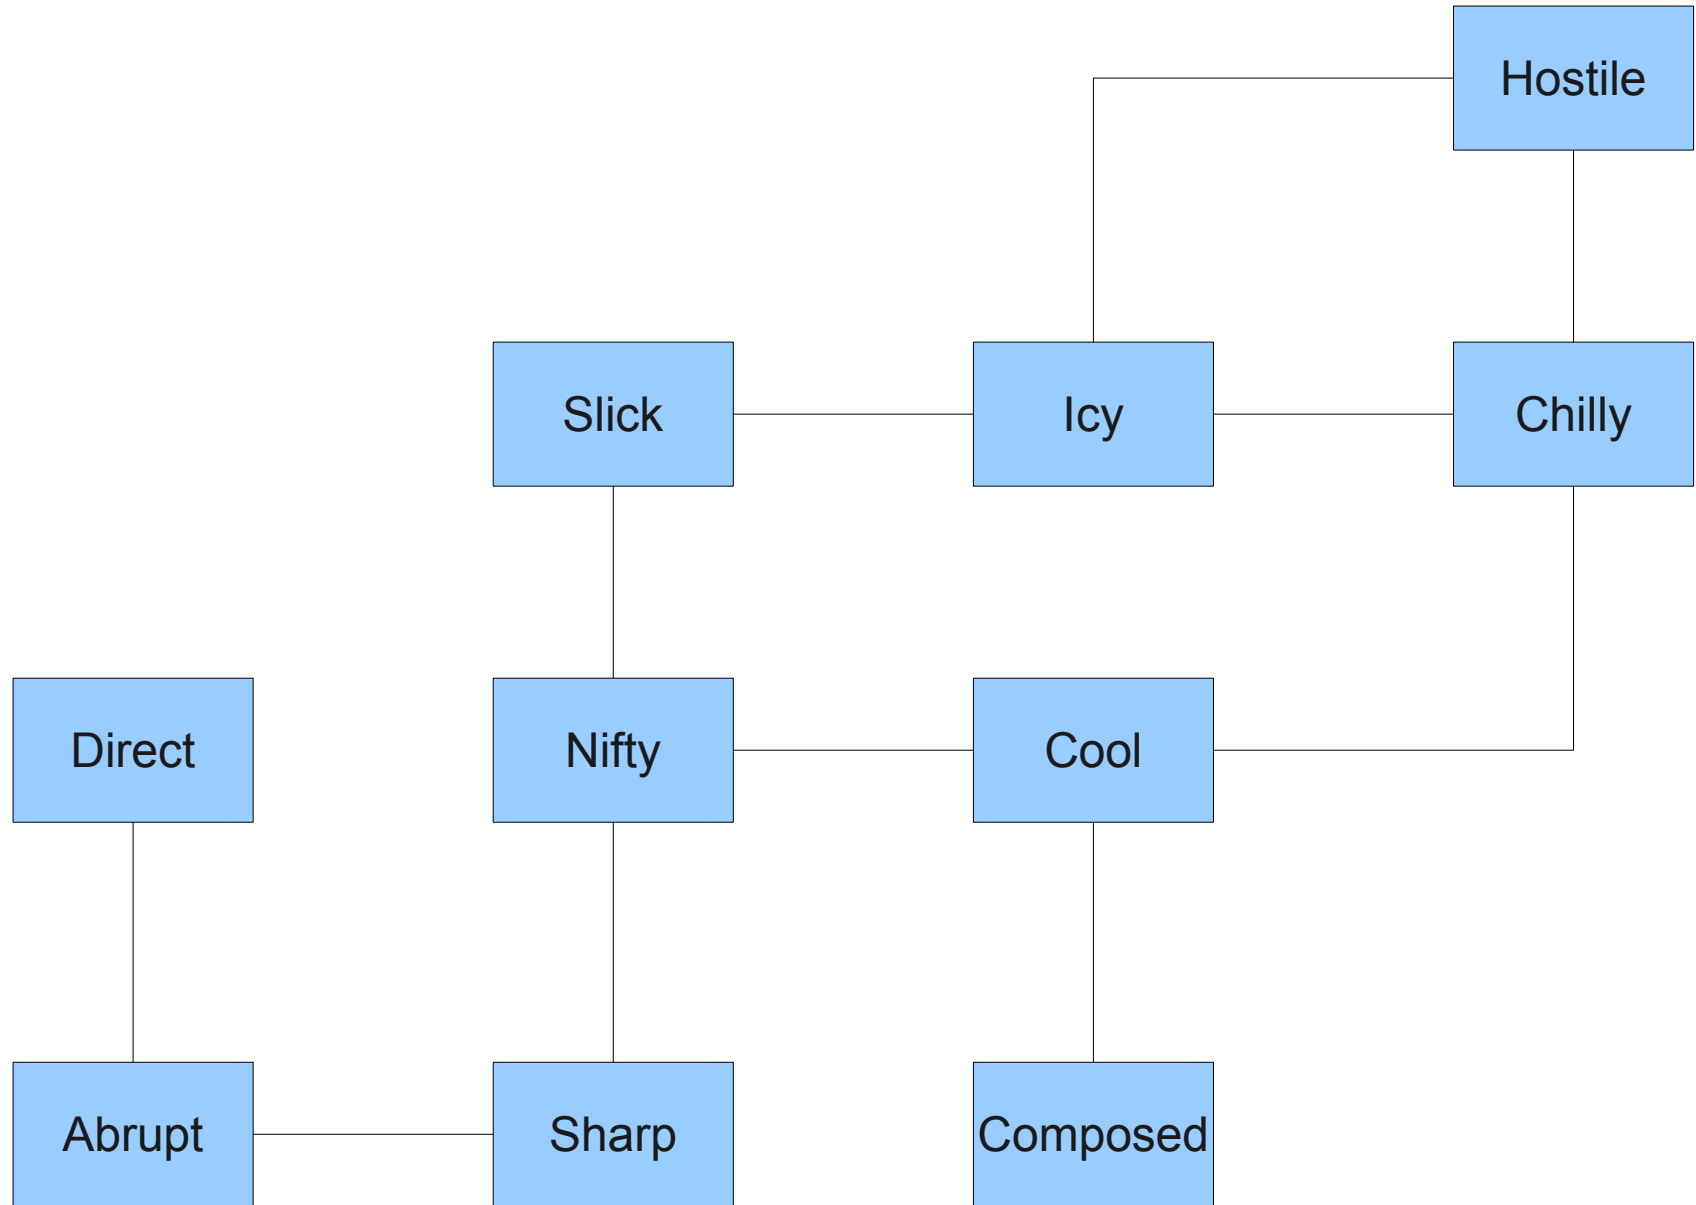 Hostile
Slick
Icy
Chilly
Direct
Nifty
Cool
Abrupt
Sharp
Composed